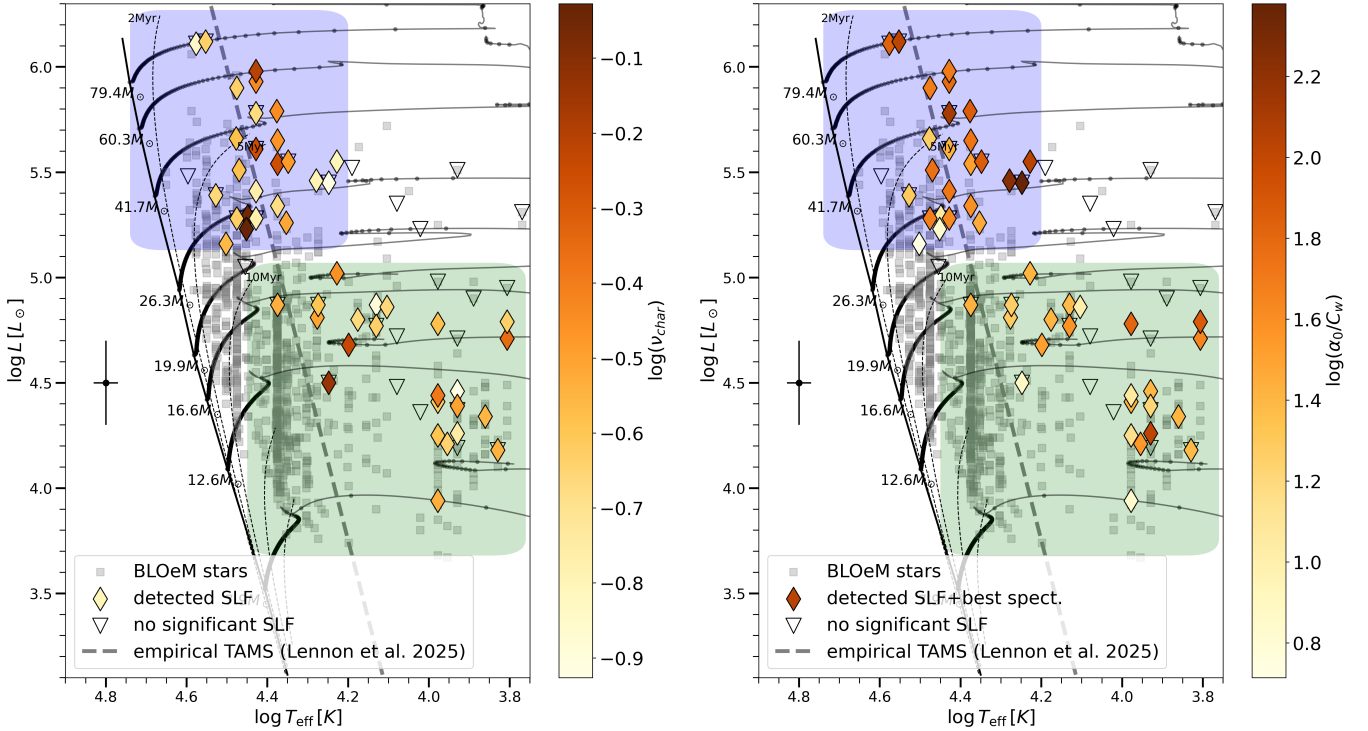 2Myr
79.4M⊙
60.3M⊙
5Myr
41.7M⊙
10Myr
26.3M⊙
19.9M⊙
16.6M⊙
12.6M⊙
6.0
5.5
5.0
4.5
4.0
3.5
log L [L⊙]
BLOeM stars
detected SLF
no significant SLF
empirical TAMS (Lennon et al. 2025)
4.8 4.6 4.4 4.2 4.0 3.8
log Teff [K]
−0.1
−0.2
−0.3
−0.4
−0.5
−0.6
−0.7
−0.8
−0.9
log(νchar)
2Myr
79.4M⊙
60.3M⊙
5Myr
41.7M⊙
10Myr
26.3M⊙
19.9M⊙
16.6M⊙
12.6M⊙
6.0
5.5
5.0
4.5
4.0
3.5
log L [L⊙]
BLOeM stars
detected SLF+best spect.
no significant SLF
empirical TAMS (Lennon et al. 2025)
4.8 4.6 4.4 4.2 4.0 3.8
log Teff [K]
2.2
2.0
1.8
1.6
1.4
1.2
1.0
0.8
log(α0/Cw)